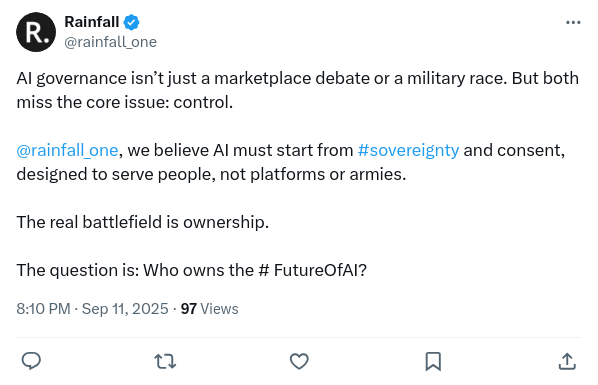 R.
Rainfall
@rainfall_one
AI governance isn’t just a marketplace debate or a military race. But both
miss the core issue: control.
@rainfall_one, we believe AI must start from #sovereignty and consent,
designed to serve people, not platforms or armies.
The real battlefield is ownership.
The question is: Who owns the # FutureOfAI?
8:10 PM · Sep 11, 2025 · 97 Views